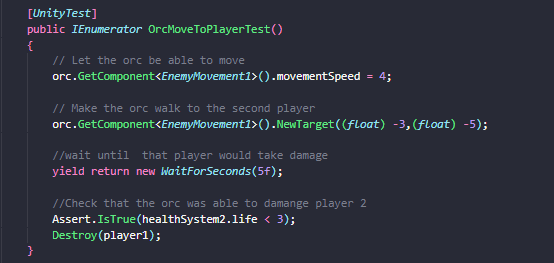 [UnityTest]
public IEnumerator OrcMoveToPlayerTest()
{
// Let the orc be able to move
orc.GetComponent<EnemyMovement1>().movementSpeed = 4;
// Make the orc walk to the second player
orc.GetComponent<EnemyMovement1>().NewTarget((float) -3,(float) -5);
//wait until  that player would take damage
yield return new WaitForSeconds(5f);
//Check that the orc was able to damange player 2
Assert.IsTrue(healthSystem2.life < 3);
Destroy(player1);
}